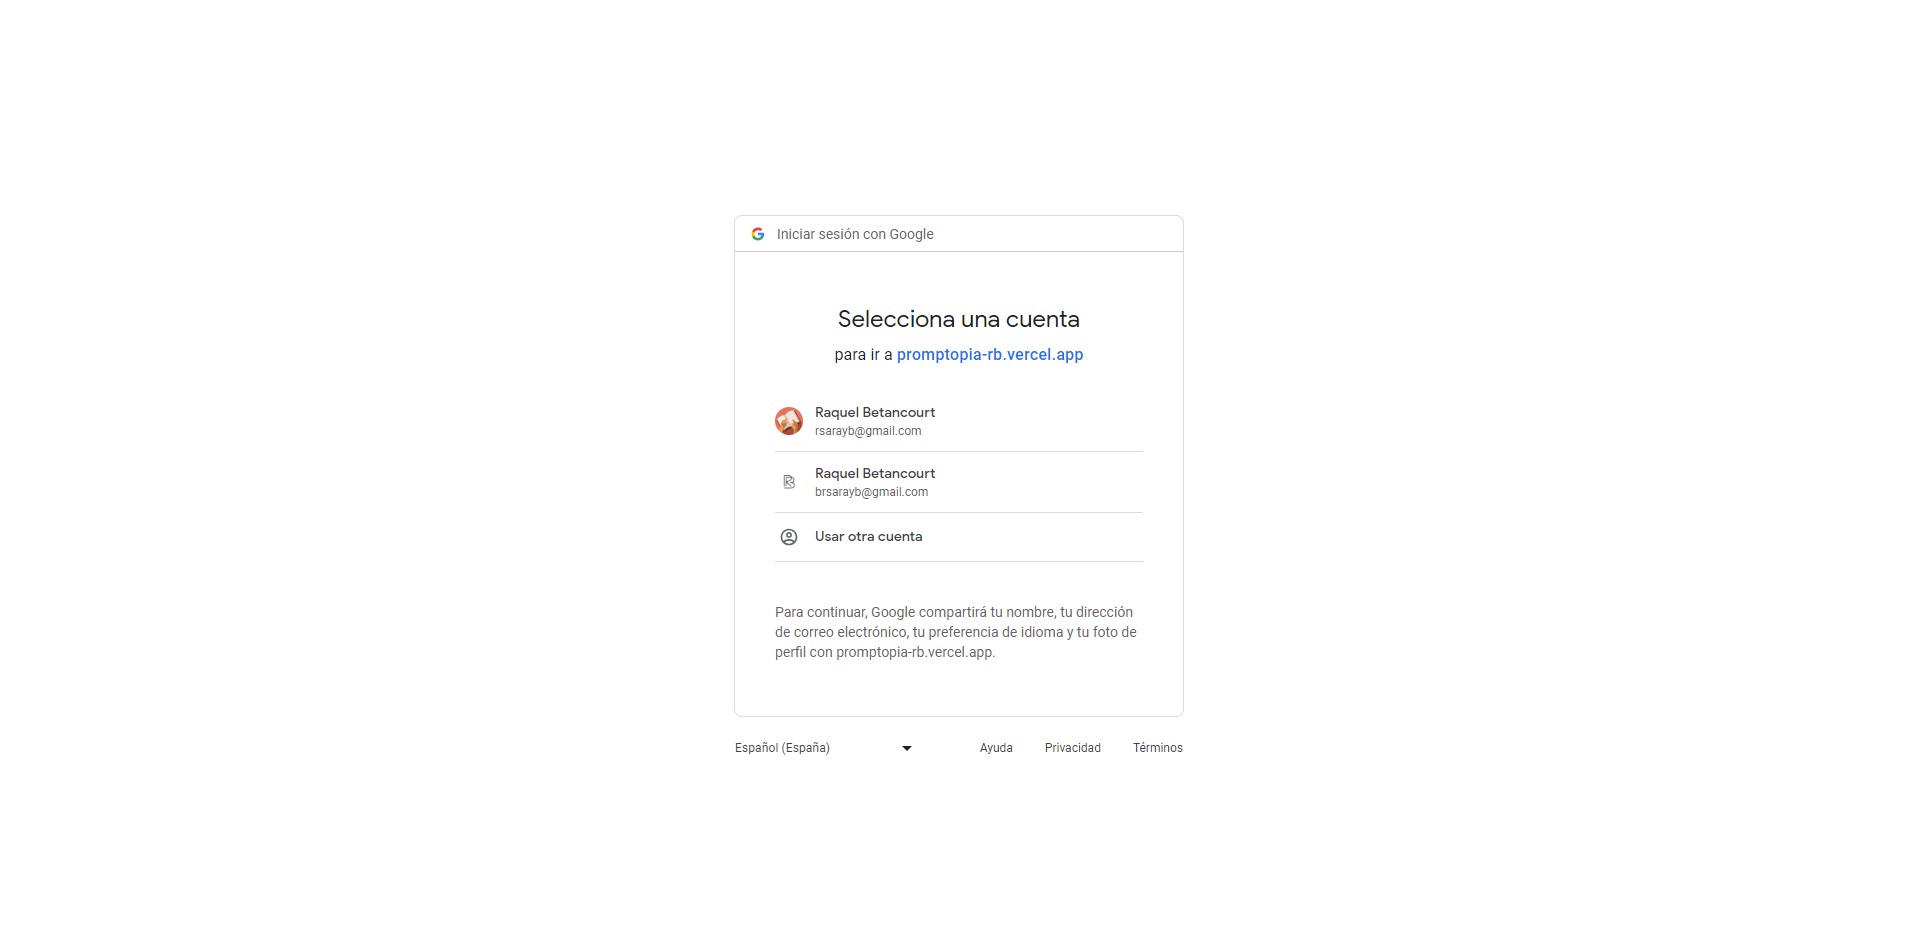 Iniciar sesión con Google
Selecciona una cuenta
para ir a promptopia-rb.vercel.app
Raquel Betancourt
rsarayb@gmail.com
Raquel Betancourt
brsarayb@gmail.com
Usar otra cuenta
Para continuar, Google compartirá tu nombre, tu dirección
de correo electrónico, tu preferencia de idioma y tu foto de
perfil con promptopia-rb.vercel.app.
Español (España) Ayuda Privacidad Términos